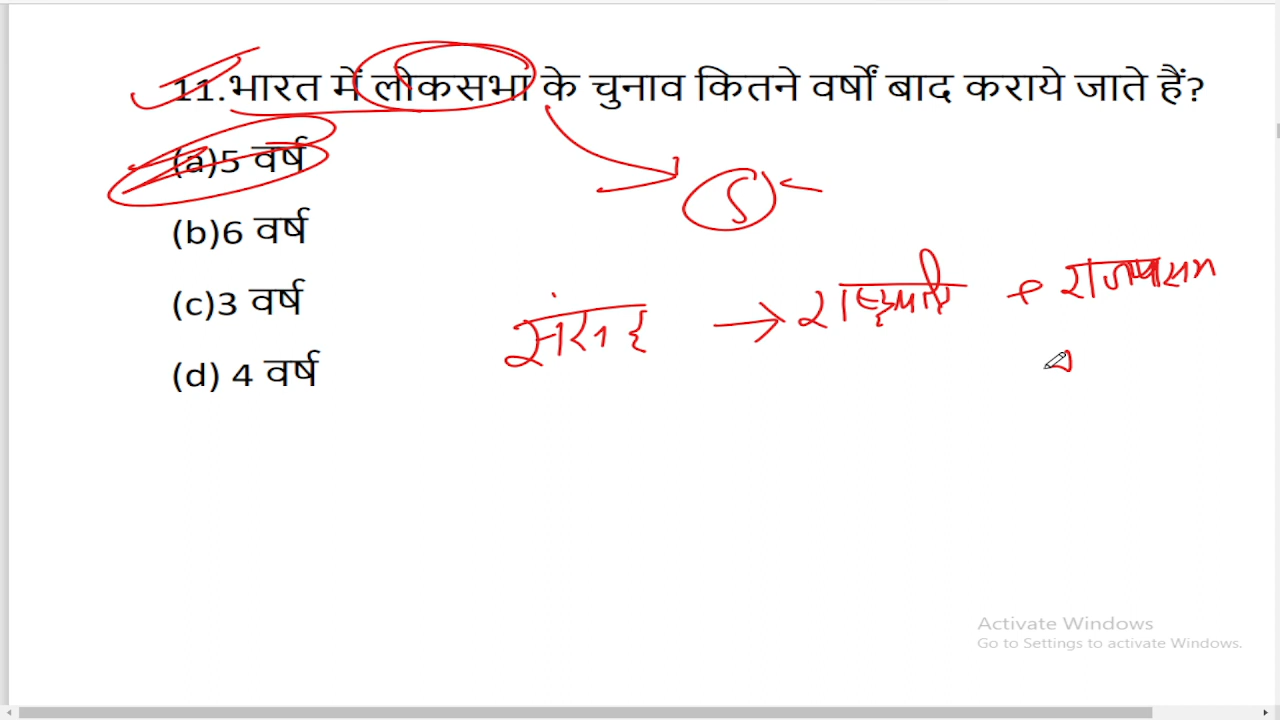 11.भारत में लोकसभा के चुनाव कितने वर्षों बाद कराये जाते हैं?
(a)5 वर्ष
5
(b)6 वर्ष
(c)3 वर्ष
संसद → राष्ट्रपति +
(d) 4 वर्ष
Activate Windows
Go to Settings to activate Windows.